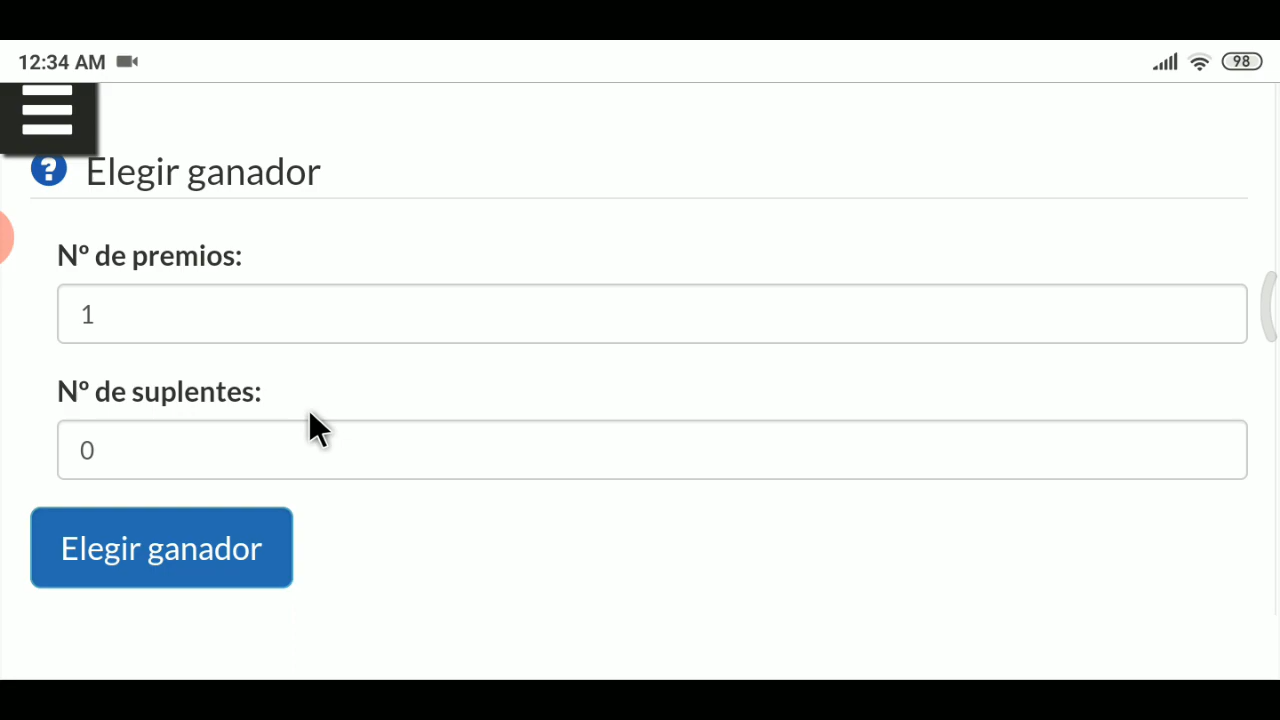 12:34 AM 98
? Elegir ganador
Nº de premios:
1
Nº de suplentes:
0
Elegir ganador